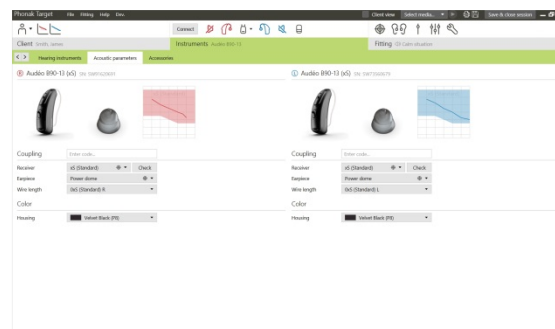 Phonak Target File Fitting Help Dev. Client view Select media... Save & close session
Connect
Client Smith, James Instruments Audéo B90-13 Fitting
Hearing instruments Acoustic parameters Accessories
R Audéo B90-13 (xS) L Audéo B90-13 (xS)
Coupling Enter code... Coupling Enter code...
Receiver xS (Standard) Check Receiver xS (Standard) Check
Earpiece Power dome Earpiece Power dome
Wire length 0xS (Standard) R Wire length 0xS (Standard) L
Color Color
Housing Velvet Black (P8) Housing Velvet Black (P8)